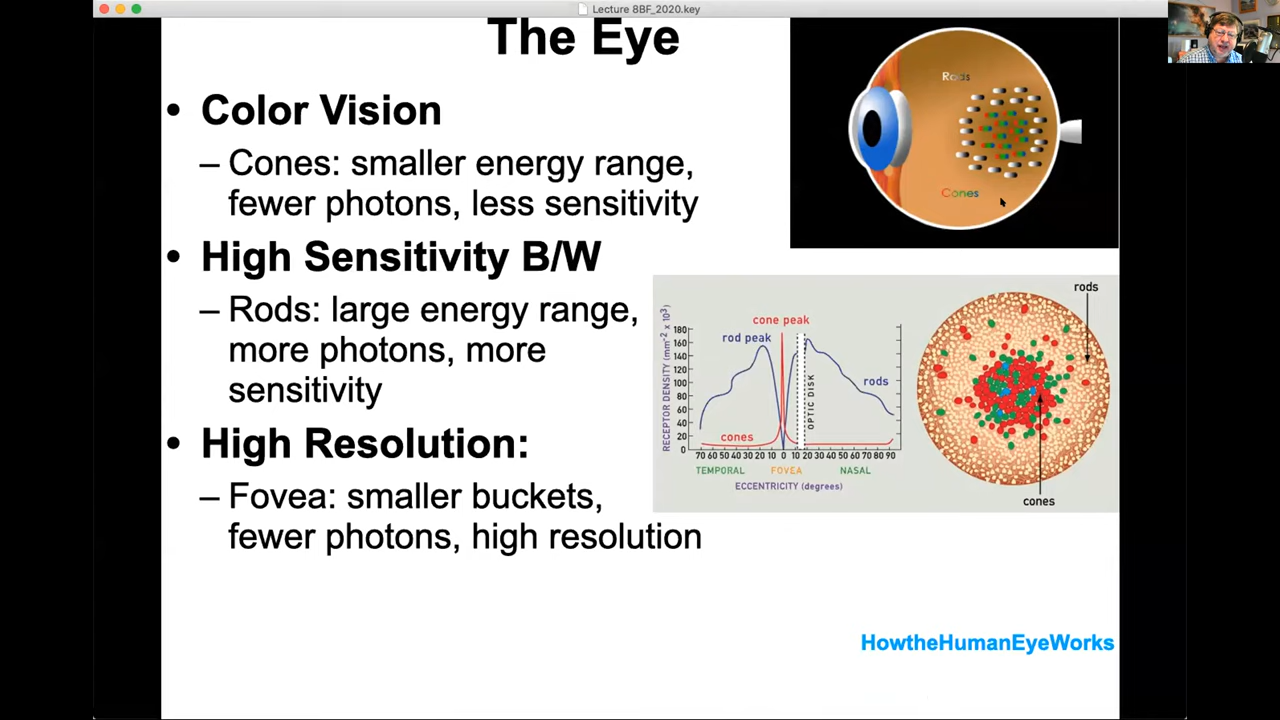 Lecture 8BF_2020.key
The Eye
• Color Vision
– Cones: smaller energy range,
fewer photons, less sensitivity
• High Sensitivity B/W
– Rods: large energy range,
more photons, more
sensitivity
• High Resolution:
– Fovea: smaller buckets,
fewer photons, high resolution
Rods
Cones
RECEPTOR DENSITY (mm⁻² x 10³)
180
160
140
120
100
80
60
40
20
0
cone peak
rod peak
rods
cones
OPTIC DISK
70 60 50 40 30 20 10 0 10 20 30 40 50 60 70 80 90
TEMPORAL FOVEA NASAL
ECCENTRICITY (degrees)
rods
cones
HowtheHumanEyeWorks